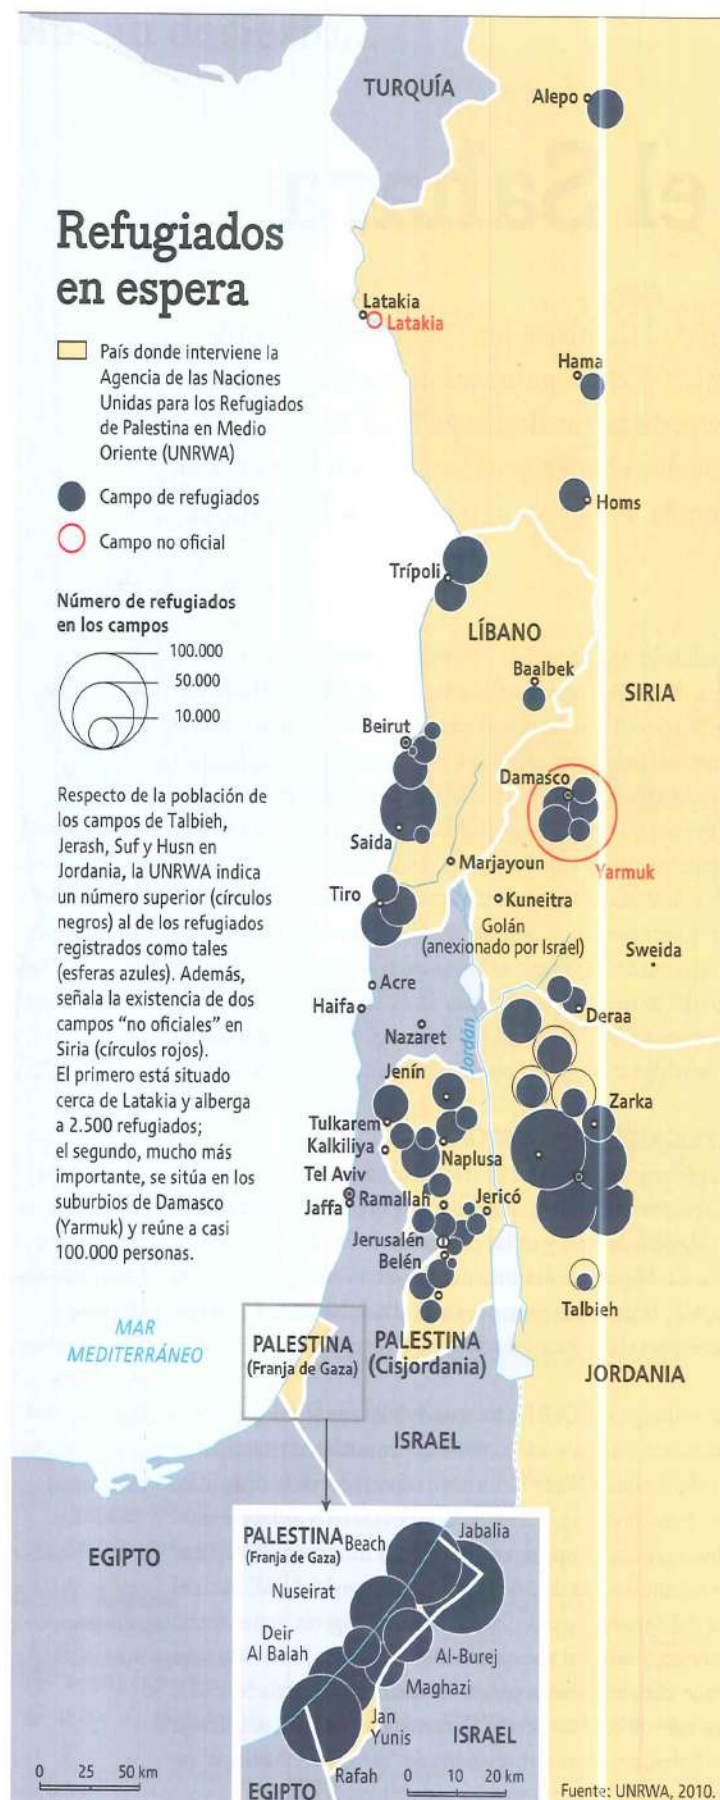 TURQUÍA
Alepo
Refugiados
en espera
Latakia
Latakia
País donde interviene la
Agencia de las Naciones
Unidas para los Refugiados
de Palestina en Medio
Oriente (UNRWA)
Hama
Campo de refugiados
Homs
Campo no oficial
Trípoli
Número de refugiados
en los campos
100.000
50.000
10.000
LÍBANO
Baalbek
SIRIA
Beirut
Damasco
Respecto de la población de
los campos de Talbieh,
Jerash, Suf y Husn en
Jordania, la UNRWA indica
un número superior (círculos
negros) al de los refugiados
registrados como tales
(esferas azules). Además,
señala la existencia de dos
campos “no oficiales” en
Siria (círculos rojos).
El primero está situado
cerca de Latakia y alberga
a 2.500 refugiados;
el segundo, mucho más
importante, se sitúa en los
suburbios de Damasco
(Yarmuk) y reúne a casi
100.000 personas.
Saida
Marjayoun
Yarmuk
Tiro
Kuneitra
Golán
(anexionado por Israel)
Sweida
Acre
Haifa
Deraa
Nazaret
Jordán
Jenín
Zarka
Tulkarem
Kalkiliya
Naplusa
Tel Aviv
Jaffa
Ramallah
Jericó
Jerusalén
Belén
Talbieh
MAR
MEDITERRÁNEO
PALESTINA
(Franja de Gaza)
PALESTINA
(Cisjordania)
JORDANIA
ISRAEL
EGIPTO
PALESTINA
(Franja de Gaza)
Beach
Jabalia
Nuseirat
Deir
Al Balah
Al-Burej
Maghazi
Jan
Yunis
ISRAEL
Rafah
EGIPTO
0 25 50 km
0 10 20 km
Fuente: UNRWA, 2010.